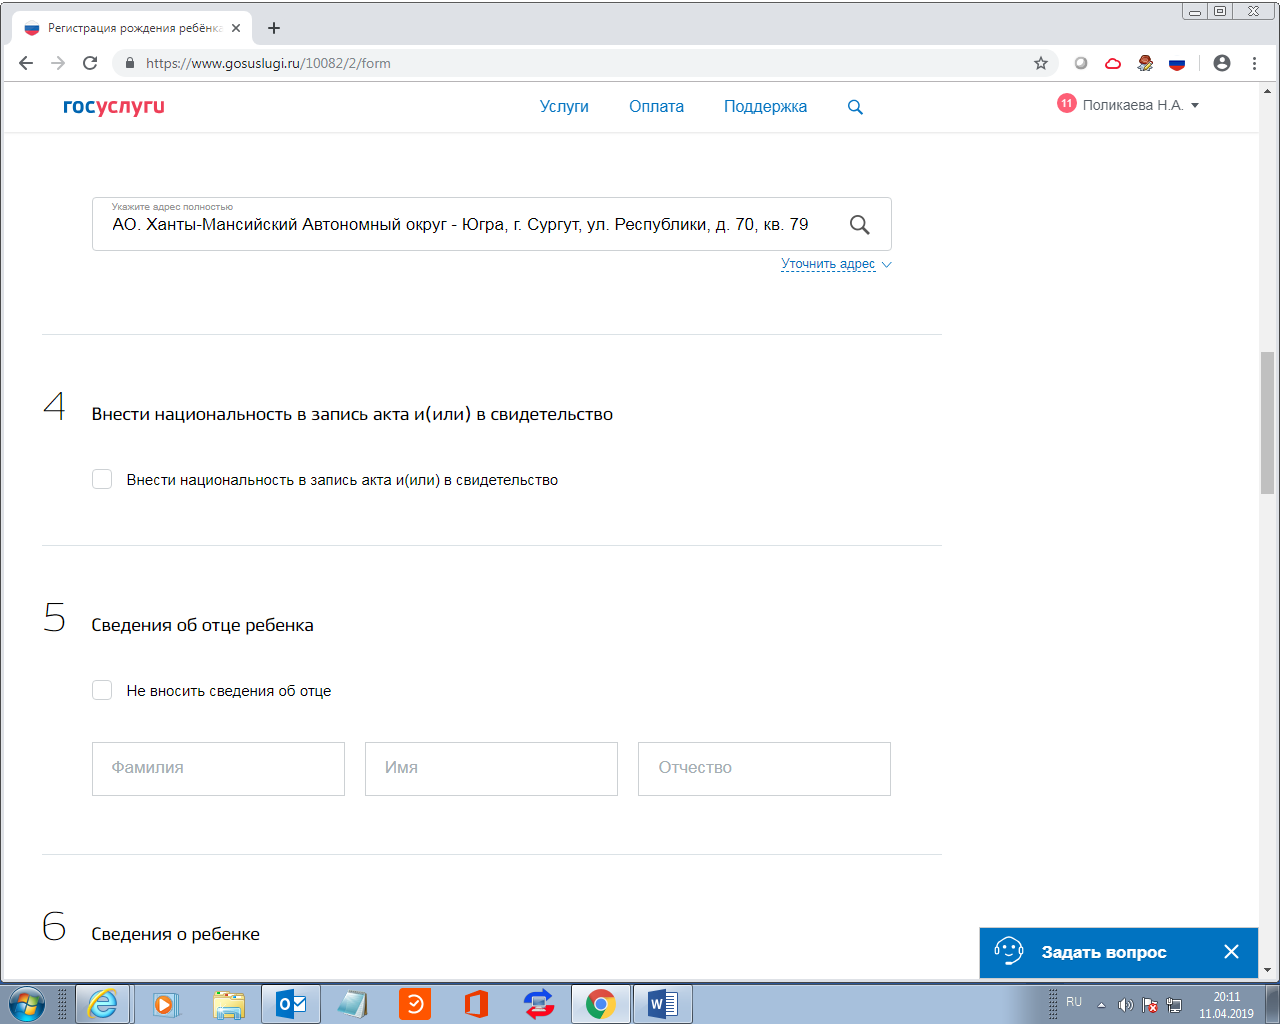 Регистрация рождения ребёнка
https://www.gosuslugi.ru/10082/2/form
госуслуги
Услуги Оплата Поддержка
11 Поликаева Н.А.
Укажите адрес полностью
АО. Ханты-Мансийский Автономный округ - Югра, г. Сургут, ул. Республики, д. 70, кв. 79
Уточнить адрес
4 Внести национальность в запись акта и(или) в свидетельство
Внести национальность в запись акта и(или) в свидетельство
5 Сведения об отце ребенка
Не вносить сведения об отце
Фамилия Имя Отчество
6 Сведения о ребенке
Задать вопрос
RU 20:11
11.04.2019